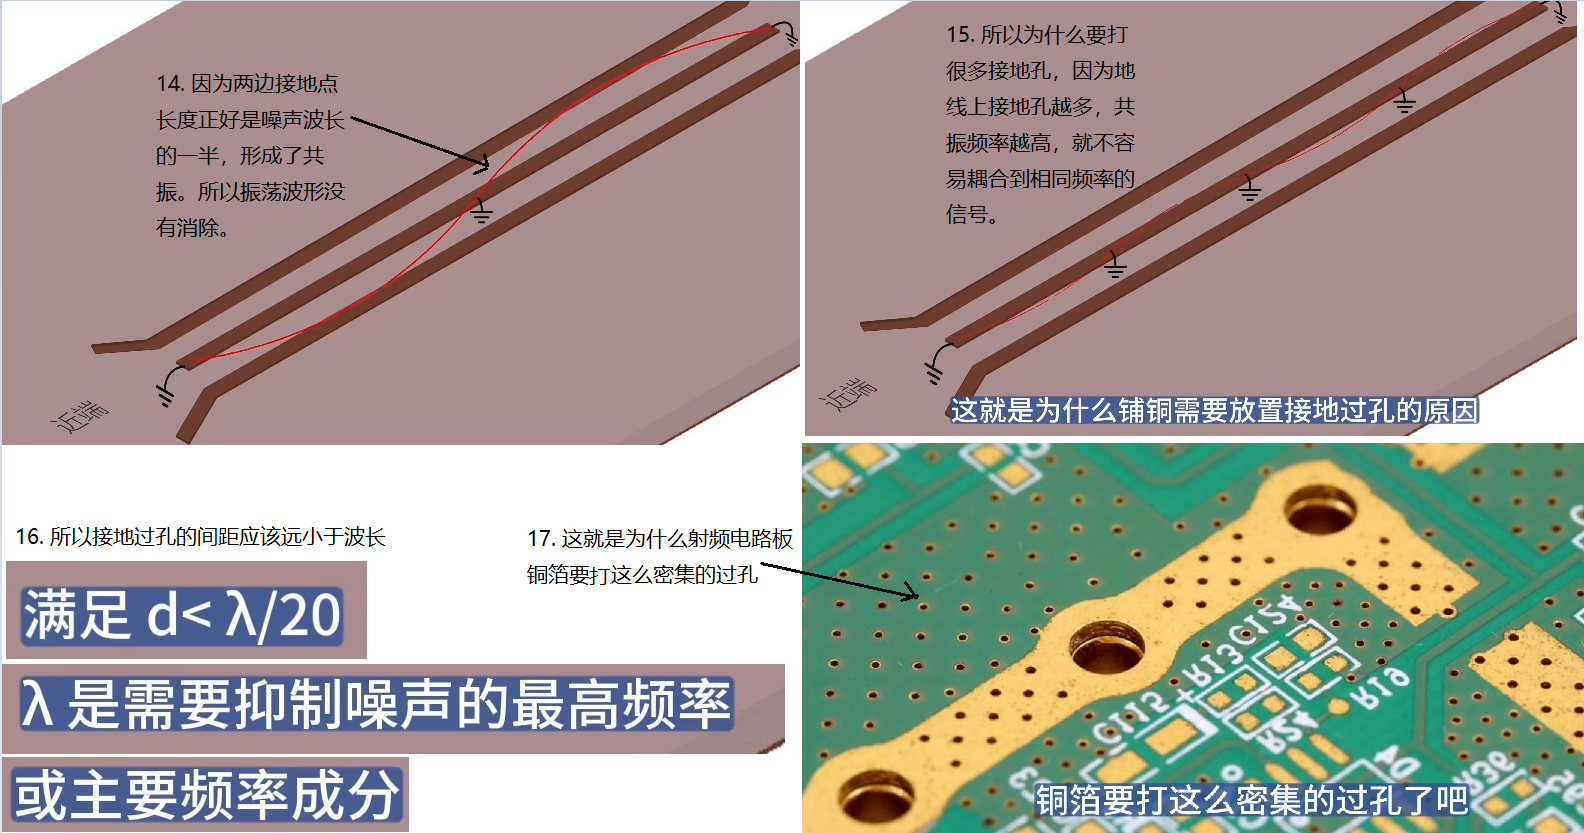 14. 因为两边接地点
长度正好是噪声波长
的一半，形成了共
振。所以振荡波形没
有消除。
近端
15. 所以为什么要打
很多接地孔，因为地
线上接地孔越多，共
振频率越高，就不容
易耦合到相同频率的
信号。
近端
这就是为什么铺铜需要放置接地过孔的原因
16. 所以接地过孔的间距应该远小于波长
满足 d< λ/20
λ 是需要抑制噪声的最高频率
或主要频率成分
17. 这就是为什么射频电路板
铜箔要打这么密集的过孔
C124
R13
C112
R19
铜箔要打这么密集的过孔了吧